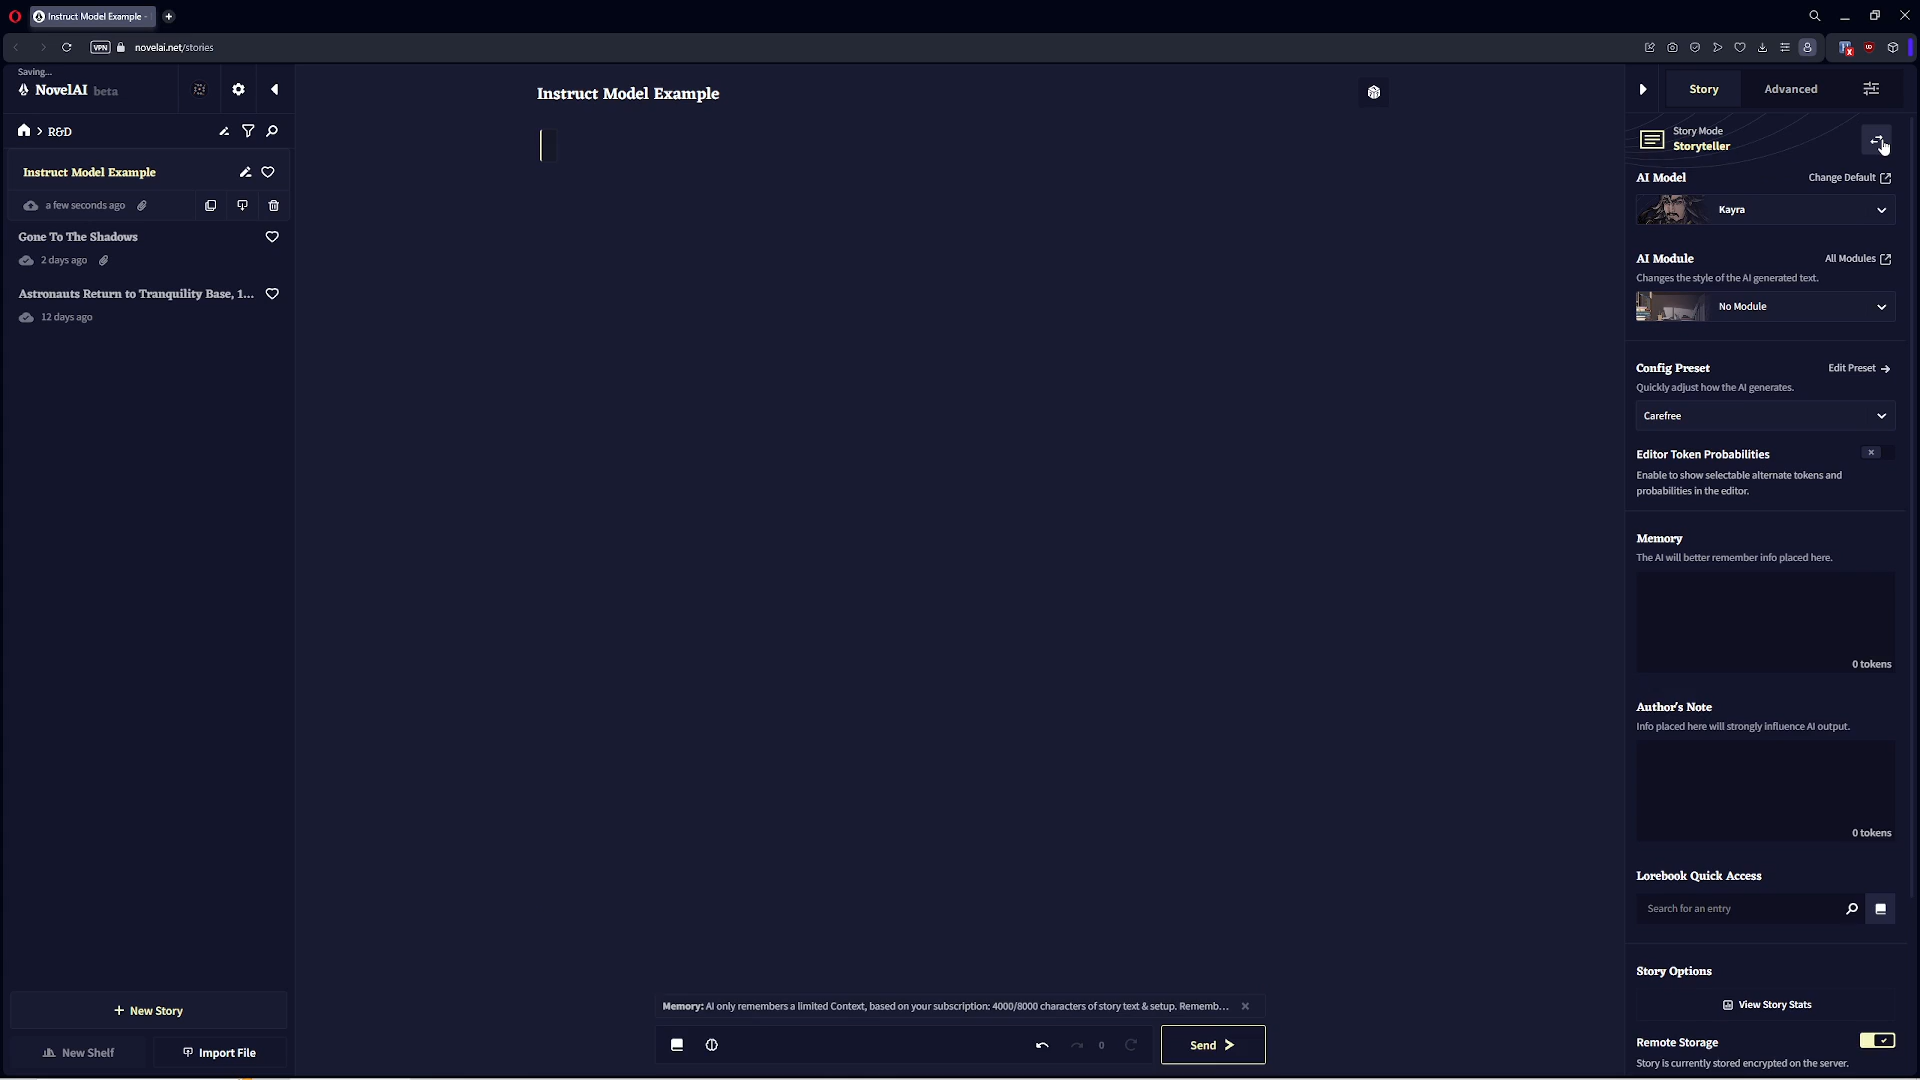 Instruct Model Example -
VPN
novelai.net/stories
Saving...
NovelAI beta
R&D
Instruct Model Example
a few seconds ago
Gone To The Shadows
2 days ago
Astronauts Return to Tranquility Base, 1...
12 days ago
+ New Story
New Shelf
Import File
Instruct Model Example
Memory: AI only remembers a limited Context, based on your subscription: 4000/8000 characters of story text & setup. Rememb...
0
Send
Story
Advanced
Story Mode
Storyteller
AI Model
Change Default
Kayra
AI Module
All Modules
Changes the style of the AI generated text.
No Module
Config Preset
Edit Preset
Quickly adjust how the AI generates.
Carefree
Editor Token Probabilities
Enable to show selectable alternate tokens and
probabilities in the editor.
Memory
The AI will better remember info placed here.
0 tokens
Author's Note
Info placed here will strongly influence AI output.
0 tokens
Lorebook Quick Access
Search for an entry
Story Options
View Story Stats
Remote Storage
Story is currently stored encrypted on the server.